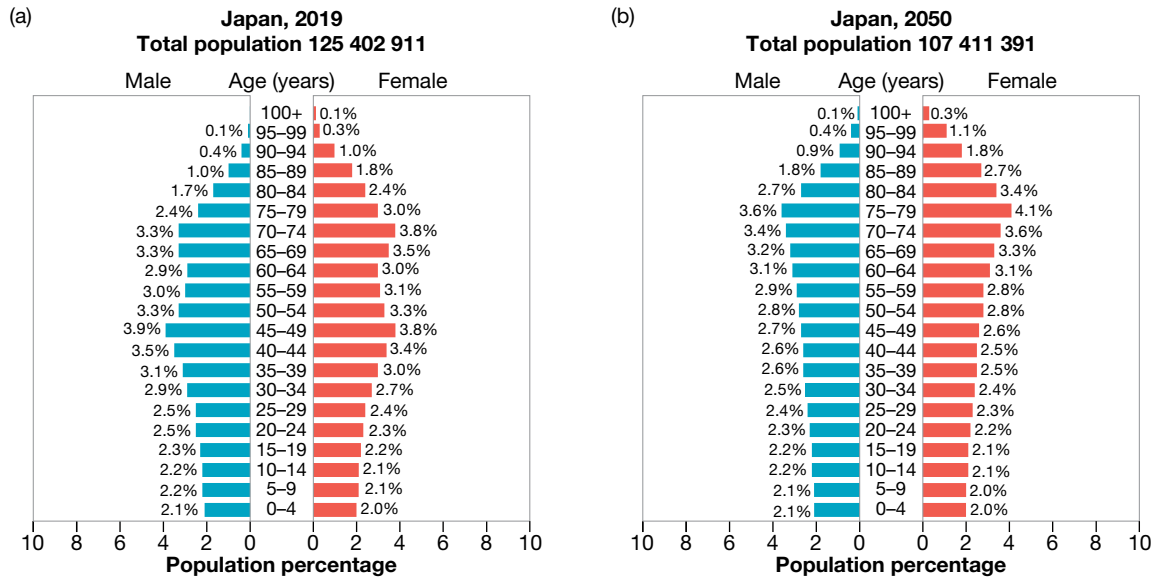 (a)
Japan, 2019
Total population 125 402 911
Male Age (years) Female
100+ 0.1%
0.1% 95–99 0.3%
0.4% 90–94 1.0%
1.0% 85–89 1.8%
1.7% 80–84 2.4%
2.4% 75–79 3.0%
3.3% 70–74 3.8%
3.3% 65–69 3.5%
2.9% 60–64 3.0%
3.0% 55–59 3.1%
3.3% 50–54 3.3%
3.9% 45–49 3.8%
3.5% 40–44 3.4%
3.1% 35–39 3.0%
2.9% 30–34 2.7%
2.5% 25–29 2.4%
2.5% 20–24 2.3%
2.3% 15–19 2.2%
2.2% 10–14 2.1%
2.2% 5–9 2.1%
2.1% 0–4 2.0%
10 8 6 4 2 0 0 2 4 6 8 10
Population percentage
(b)
Japan, 2050
Total population 107 411 391
Male Age (years) Female
0.1% 100+ 0.3%
0.4% 95–99 1.1%
0.9% 90–94 1.8%
1.8% 85–89 2.7%
2.7% 80–84 3.4%
3.6% 75–79 4.1%
3.4% 70–74 3.6%
3.2% 65–69 3.3%
3.1% 60–64 3.1%
2.9% 55–59 2.8%
2.8% 50–54 2.8%
2.7% 45–49 2.6%
2.6% 40–44 2.5%
2.6% 35–39 2.5%
2.5% 30–34 2.4%
2.4% 25–29 2.3%
2.3% 20–24 2.2%
2.2% 15–19 2.1%
2.2% 10–14 2.1%
2.1% 5–9 2.0%
2.1% 0–4 2.0%
10 8 6 4 2 0 0 2 4 6 8 10
Population percentage